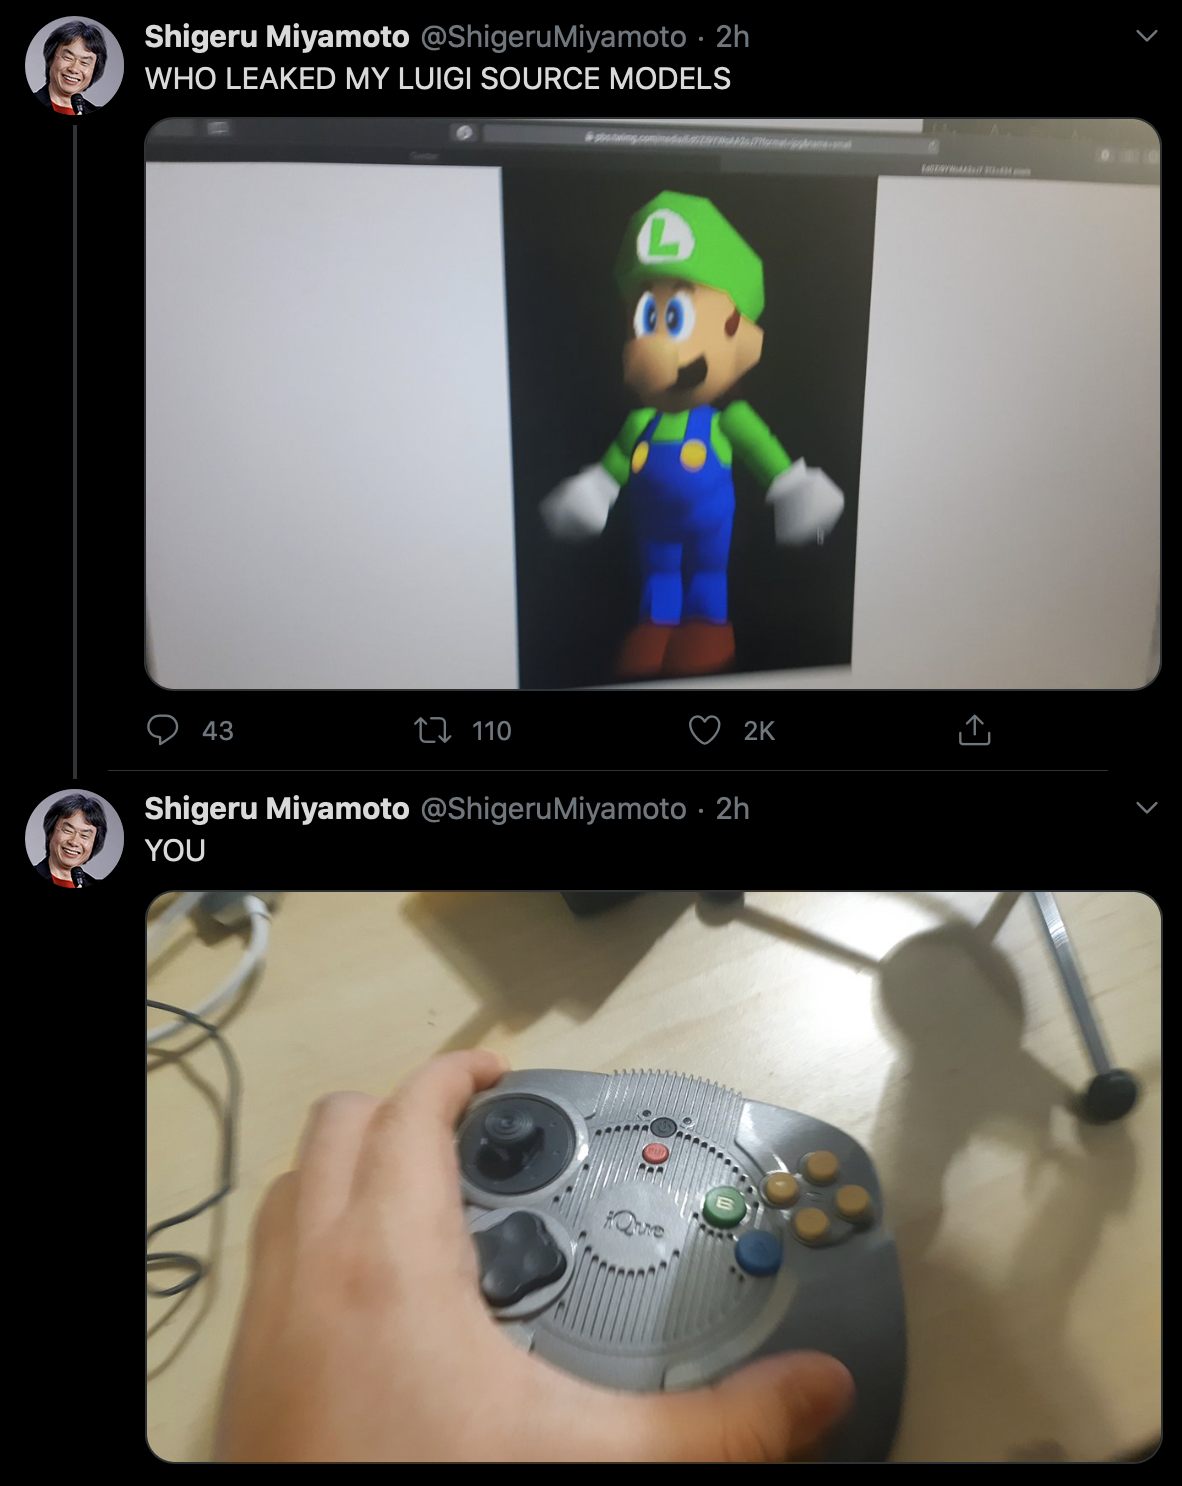 Shigeru Miyamoto @ShigeruMiyamoto · 2h
WHO LEAKED MY LUIGI SOURCE MODELS
L
43 110 2K
Shigeru Miyamoto @ShigeruMiyamoto · 2h
YOU
iQue
B